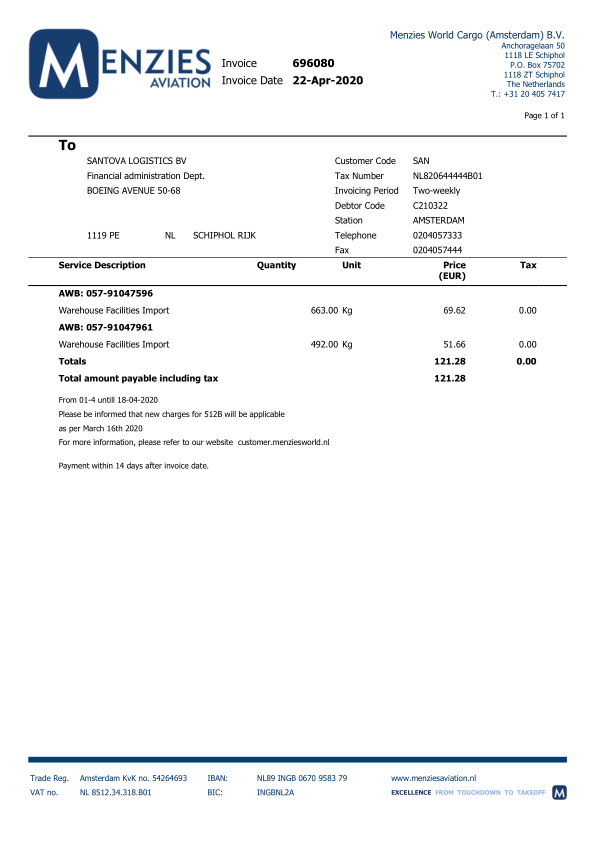 MENZIES
AVIATION
Invoice 696080
Invoice Date 22-Apr-2020
Menzies World Cargo (Amsterdam) B.V.
Anchoragelaan 50
1118 LE Schiphol
P.O. Box 75702
1118 ZT Schiphol
The Netherlands
T.: +31 20 405 7417
Page 1 of 1
To
SANTOVA LOGISTICS BV Customer Code SAN
Financial administration Dept. Tax Number NL820644444B01
BOEING AVENUE 50-68 Invoicing Period Two-weekly
Debtor Code C210322
Station AMSTERDAM
1119 PE NL SCHIPHOL RIJK Telephone 0204057333
Fax 0204057444
Service Description Quantity Unit Price Tax
(EUR)
AWB: 057-91047596
Warehouse Facilities Import 663.00 Kg 69.62 0.00
AWB: 057-91047961
Warehouse Facilities Import 492.00 Kg 51.66 0.00
Totals 121.28 0.00
Total amount payable including tax 121.28
From 01-4 untill 18-04-2020
Please be informed that new charges for 512B will be applicable
as per March 16th 2020
For more information, please refer to our website customer.menziesworld.nl
Payment within 14 days after invoice date.
Trade Reg. Amsterdam KvK no. 54264693 IBAN: NL89 INGB 0670 9583 79 www.menziesaviation.nl
VAT no. NL 8512.34.318.B01 BIC: INGBNL2A EXCELLENCE FROM TOUCHDOWN TO TAKEOFF M